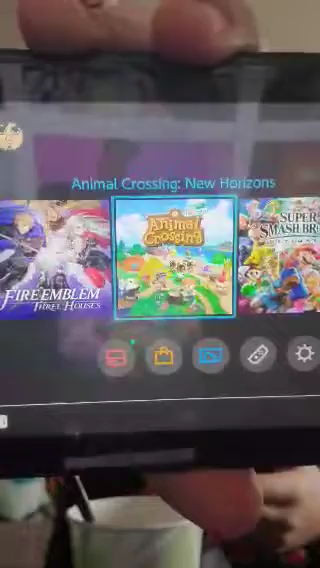 Animal Crossing: New Horizons
FIRE EMBLEM
THREE HOUSES
Animal
Crossing
SUPER
SMASH BR